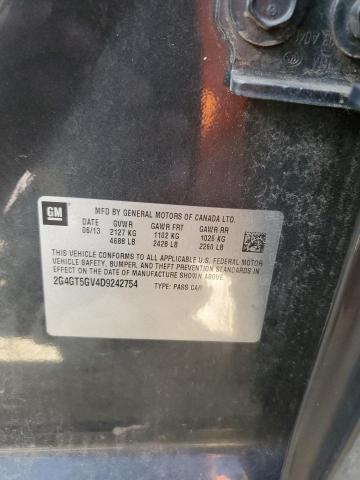 GM
MFD BY GENERAL MOTORS OF CANADA LTD.
DATE GVWR GAWR FRT GAWR RR
06/13 2127 KG 1102 KG 1025 KG
4688 LB 2428 LB 2260 LB
THIS VEHICLE CONFORMS TO ALL APPLICABLE U.S. FEDERAL MOTOR
VEHICLE SAFETY, BUMPER, AND THEFT PREVENTION STANDARDS IN
EFFECT ON THE DATE OF MANUFACTURE SHOWN ABOVE.
2G4GT5GV4D9242754 TYPE: PASS CAR